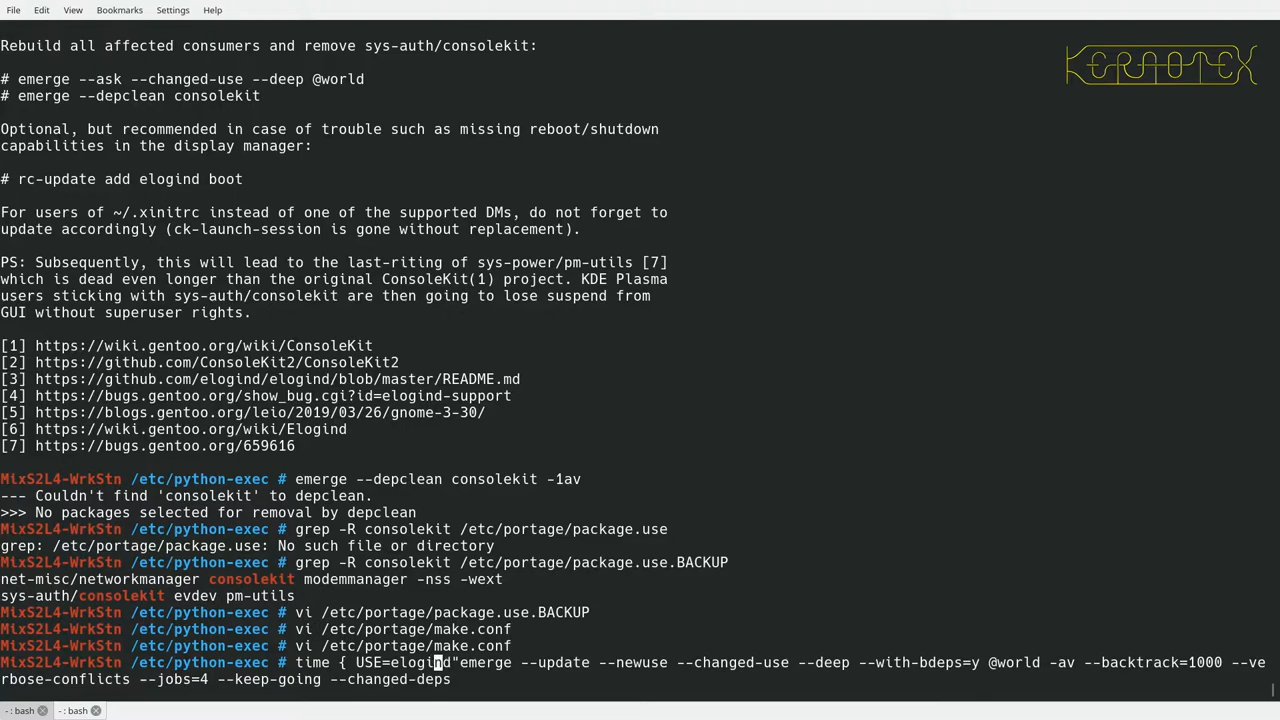 File Edit View Bookmarks Settings Help
Rebuild all affected consumers and remove sys-auth/consolekit:
KERNOTEX
# emerge --ask --changed-use --deep @world
# emerge --depclean consolekit
Optional, but recommended in case of trouble such as missing reboot/shutdown
capabilities in the display manager:
# rc-update add elogind boot
For users of ~/.xinitrc instead of one of the supported DMs, do not forget to
update accordingly (ck-launch-session is gone without replacement).
PS: Subsequently, this will lead to the last-riting of sys-power/pm-utils [7]
which is dead even longer than the original ConsoleKit(1) project. KDE Plasma
users sticking with sys-auth/consolekit are then going to lose suspend from
GUI without superuser rights.
[1] https://wiki.gentoo.org/wiki/ConsoleKit
[2] https://github.com/ConsoleKit2/ConsoleKit2
[3] https://github.com/elogind/elogind/blob/master/README.md
[4] https://bugs.gentoo.org/show_bug.cgi?id=elogind-support
[5] https://blogs.gentoo.org/leio/2019/03/26/gnome-3-30/
[6] https://wiki.gentoo.org/wiki/Elogind
[7] https://bugs.gentoo.org/659616
MixS2L4-WrkStn /etc/python-exec # emerge --depclean consolekit -1av
--- Couldn't find 'consolekit' to depclean.
>>> No packages selected for removal by depclean
MixS2L4-WrkStn /etc/python-exec # grep -R consolekit /etc/portage/package.use
grep: /etc/portage/package.use: No such file or directory
MixS2L4-WrkStn /etc/python-exec # grep -R consolekit /etc/portage/package.use.BACKUP
net-misc/networkmanager consolekit modemmanager -nss -wext
sys-auth/consolekit evdev pm-utils
MixS2L4-WrkStn /etc/python-exec # vi /etc/portage/package.use.BACKUP
MixS2L4-WrkStn /etc/python-exec # vi /etc/portage/make.conf
MixS2L4-WrkStn /etc/python-exec # vi /etc/portage/make.conf
MixS2L4-WrkStn /etc/python-exec # time { USE=elogind"emerge --update --newuse --changed-use --deep --with-bdeps=y @world -av --backtrack=1000 --ve
rbose-conflicts --jobs=4 --keep-going --changed-deps
- : bash - : bash